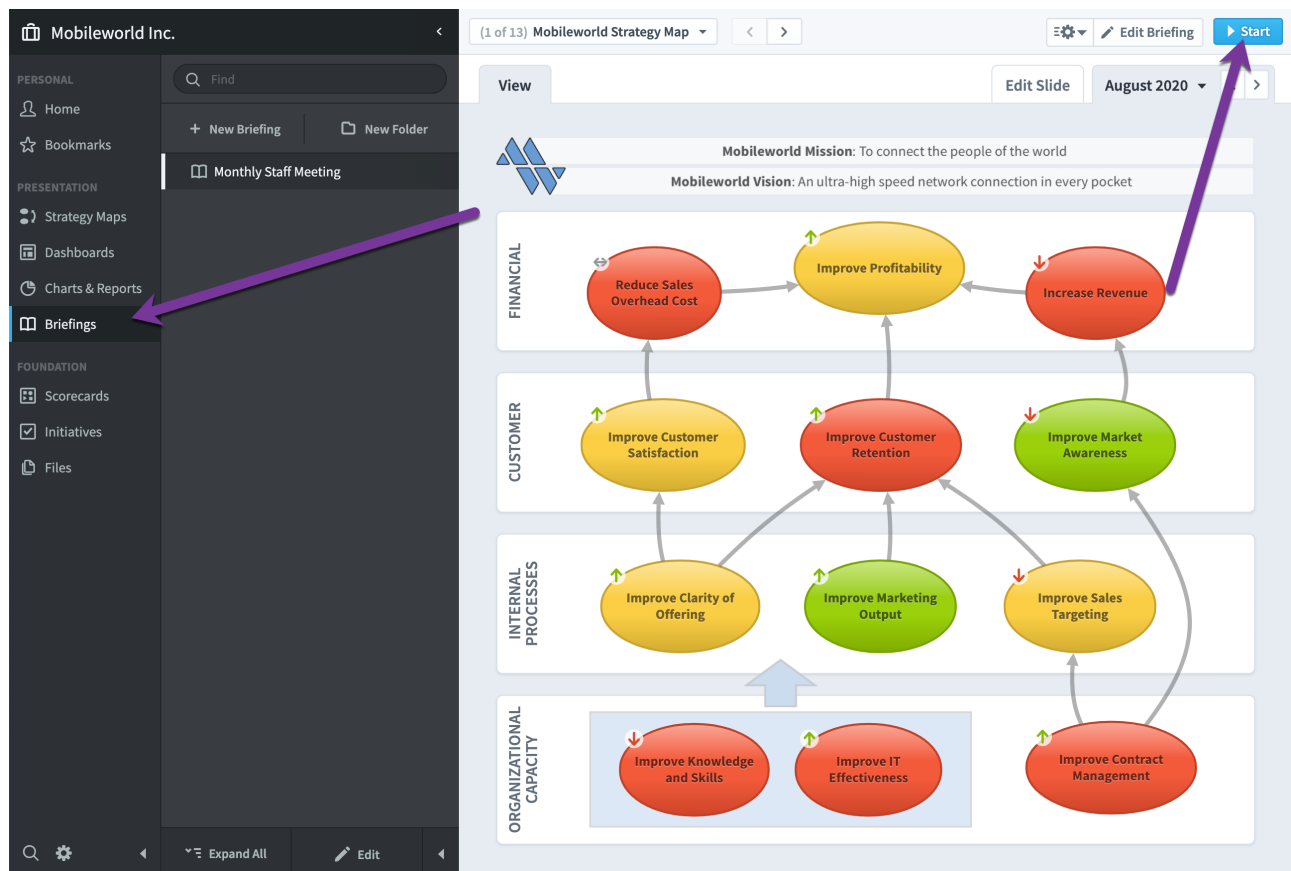 Mobileworld Inc.
PERSONAL
Home
Bookmarks
PRESENTATION
Strategy Maps
Dashboards
Charts & Reports
Briefings
FOUNDATION
Scorecards
Initiatives
Files
Find
New Briefing
New Folder
Monthly Staff Meeting
Expand All
Edit
(1 of 13) Mobileworld Strategy Map
Edit Briefing
Start
View
Edit Slide
August 2020
Mobileworld Mission: To connect the people of the world
Mobileworld Vision: An ultra-high speed network connection in every pocket
FINANCIAL
Reduce Sales
Overhead Cost
Improve Profitability
Increase Revenue
CUSTOMER
Improve Customer
Satisfaction
Improve Customer
Retention
Improve Market
Awareness
INTERNAL
PROCESSES
Improve Clarity of
Offering
Improve Marketing
Output
Improve Sales
Targeting
ORGANIZATIONAL
CAPACITY
Improve Knowledge
and Skills
Improve IT
Effectiveness
Improve Contract
Management